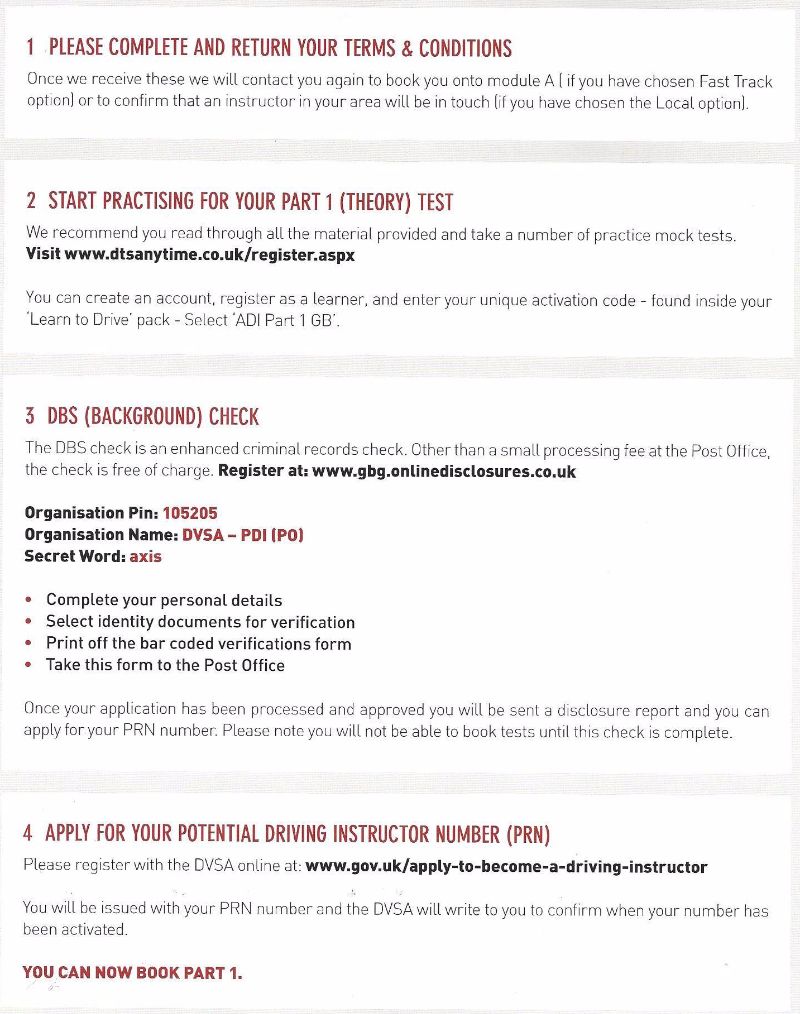 1 PLEASE COMPLETE AND RETURN YOUR TERMS & CONDITIONS
Once we receive these we will contact you again to book you onto module A ( if you have chosen Fast Track
option) or to confirm that an instructor in your area will be in touch (if you have chosen the Local option).
2 START PRACTISING FOR YOUR PART 1 (THEORY) TEST
We recommend you read through all the material provided and take a number of practice mock tests.
Visit www.dtsanytime.co.uk/register.aspx
You can create an account, register as a learner, and enter your unique activation code - found inside your
'Learn to Drive' pack - Select 'ADI Part 1 GB'.
3 DBS (BACKGROUND) CHECK
The DBS check is an enhanced criminal records check. Other than a small processing fee at the Post Office,
the check is free of charge. Register at: www.gbg.onlinedisclosures.co.uk
Organisation Pin: 105205
Organisation Name: DVSA – PDI (PO)
Secret Word: axis
• Complete your personal details
• Select identity documents for verification
• Print off the bar coded verifications form
• Take this form to the Post Office
Once your application has been processed and approved you will be sent a disclosure report and you can
apply for your PRN number. Please note you will not be able to book tests until this check is complete.
4 APPLY FOR YOUR POTENTIAL DRIVING INSTRUCTOR NUMBER (PRN)
Please register with the DVSA online at: www.gov.uk/apply-to-become-a-driving-instructor
You will be issued with your PRN number and the DVSA will write to you to confirm when your number has
been activated.
YOU CAN NOW BOOK PART 1.